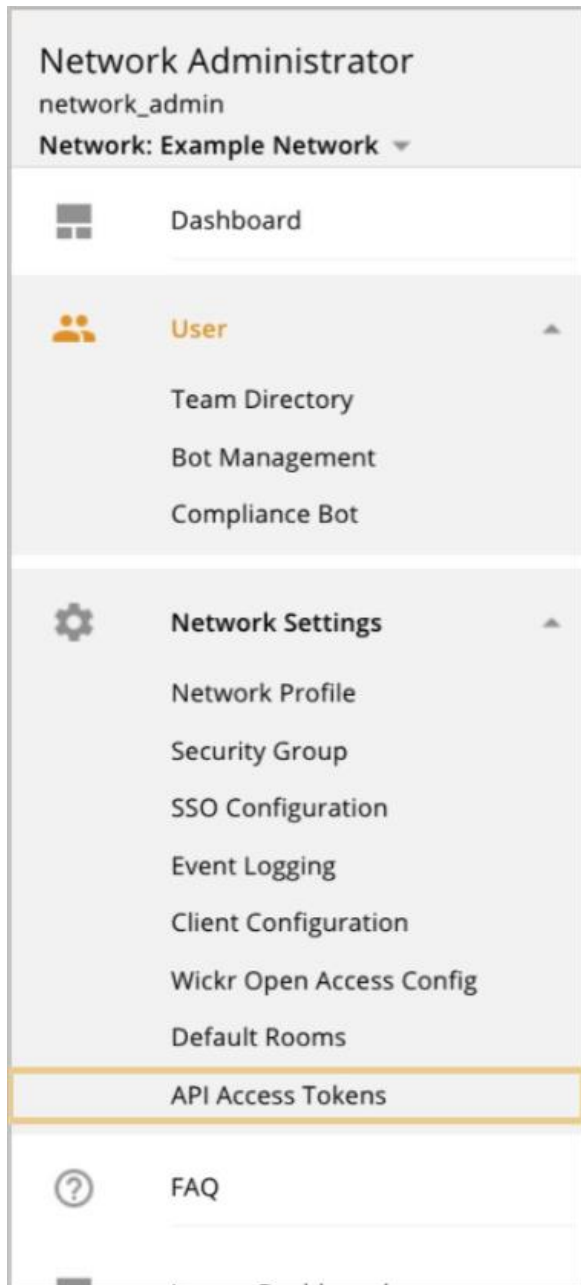 Network Administrator
network_admin
Network: Example Network
Dashboard
User
Team Directory
Bot Management
Compliance Bot
Network Settings
Network Profile
Security Group
SSO Configuration
Event Logging
Client Configuration
Wickr Open Access Config
Default Rooms
API Access Tokens
FAQ